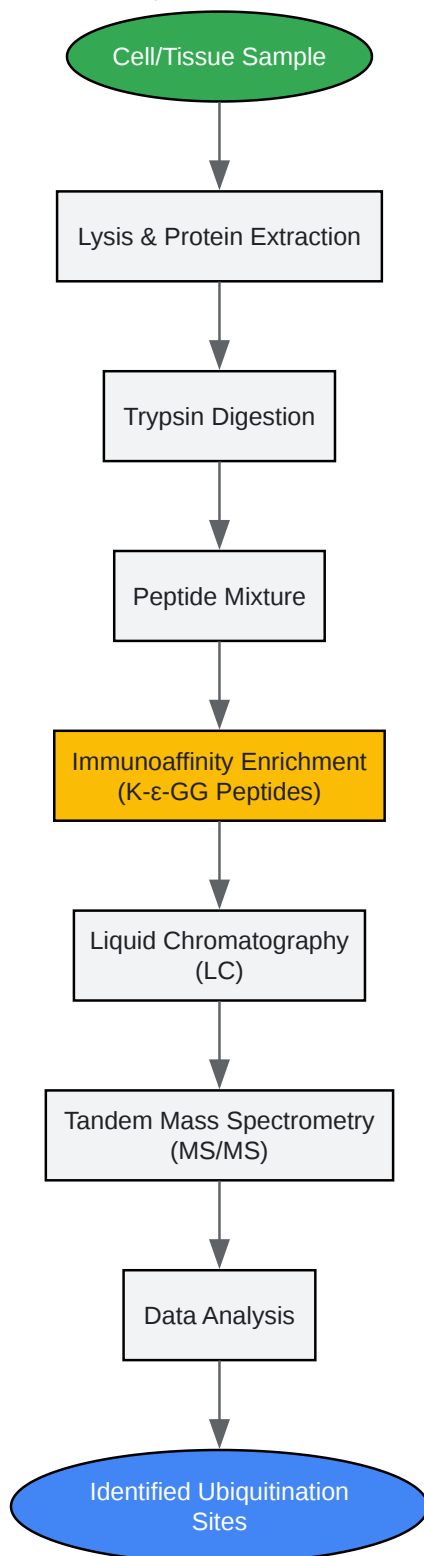 Cell/Tissue Sample
Lysis & Protein Extraction
Trypsin Digestion
Peptide Mixture
Immunoaffinity Enrichment
(K-ε-GG Peptides)
Liquid Chromatography
(LC)
Tandem Mass Spectrometry
(MS/MS)
Data Analysis
Identified Ubiquitination
Sites